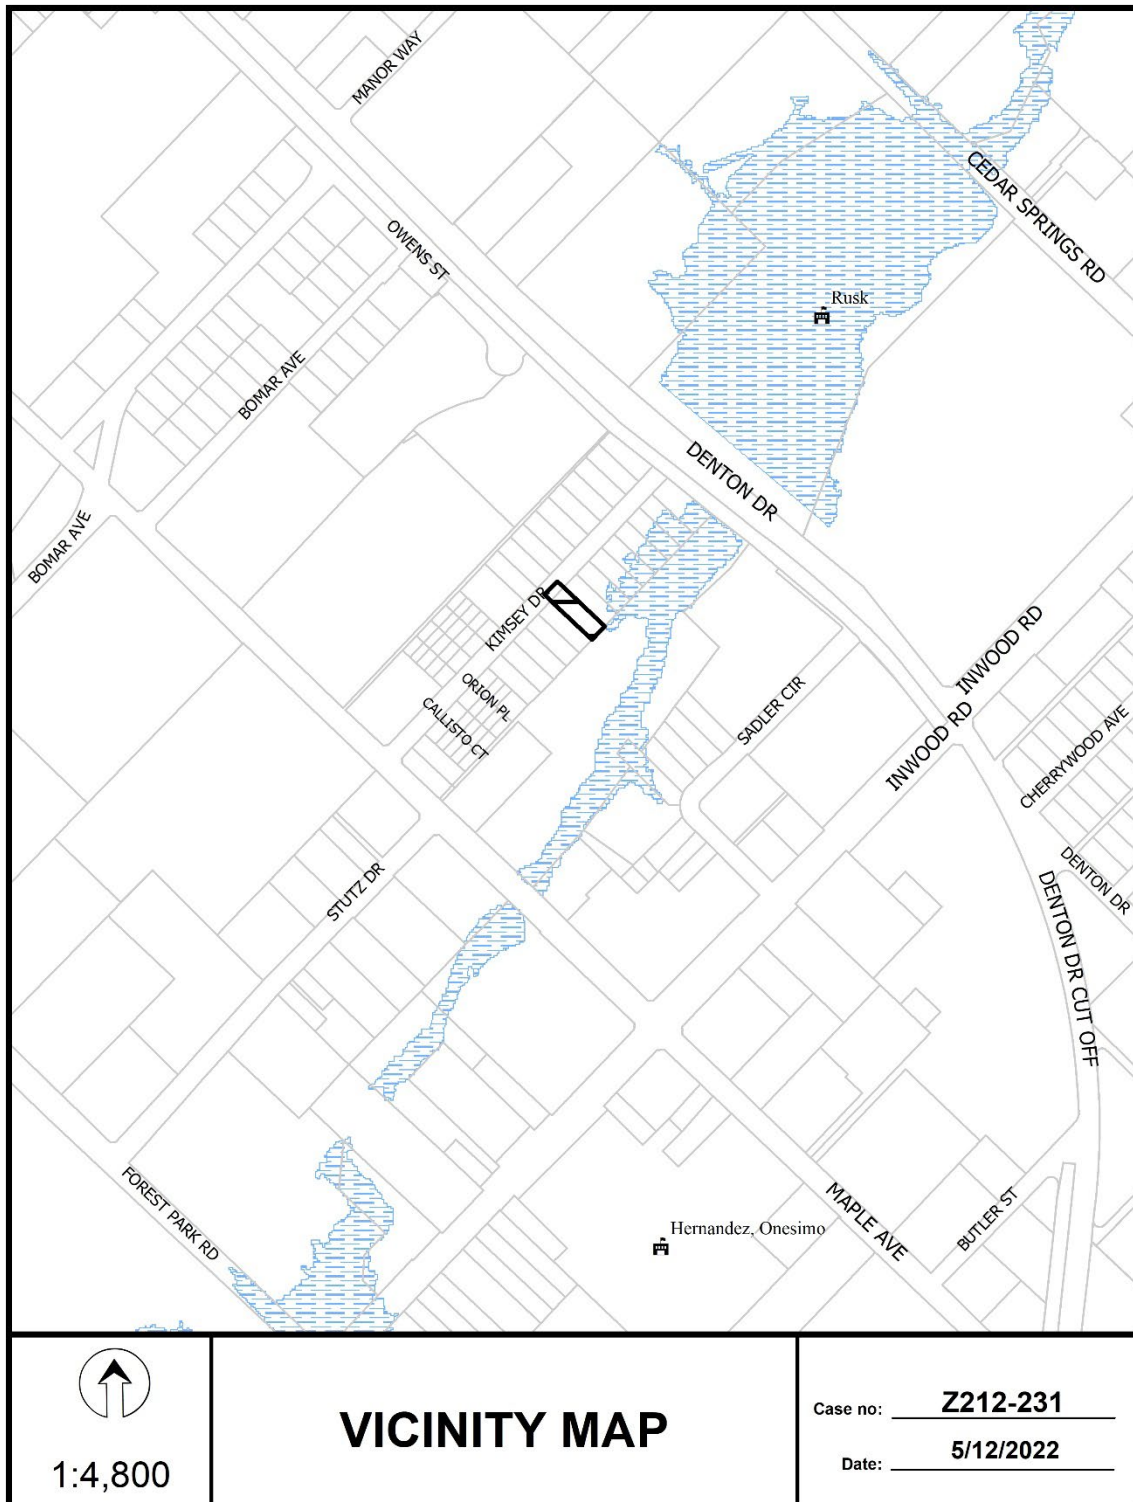 MANOR WAY
CEDAR SPRINGS RD
OWENS ST
Rusk
BOMAR AVE
DENTON DR
BOMAR AVE
KIMSEY DR
INWOOD RD
ORION PL
SADLER CIR
CALLISTO CT
INWOOD RD
CHERRYWOOD AVE
STUTZ DR
DENTON DR
DENTON DR CUT OFF
FOREST PARK RD
MAPLE AVE
BUTLER ST
Hernandez, Onesimo
1:4,800
VICINITY MAP
Case no: Z212-231
Date: 5/12/2022